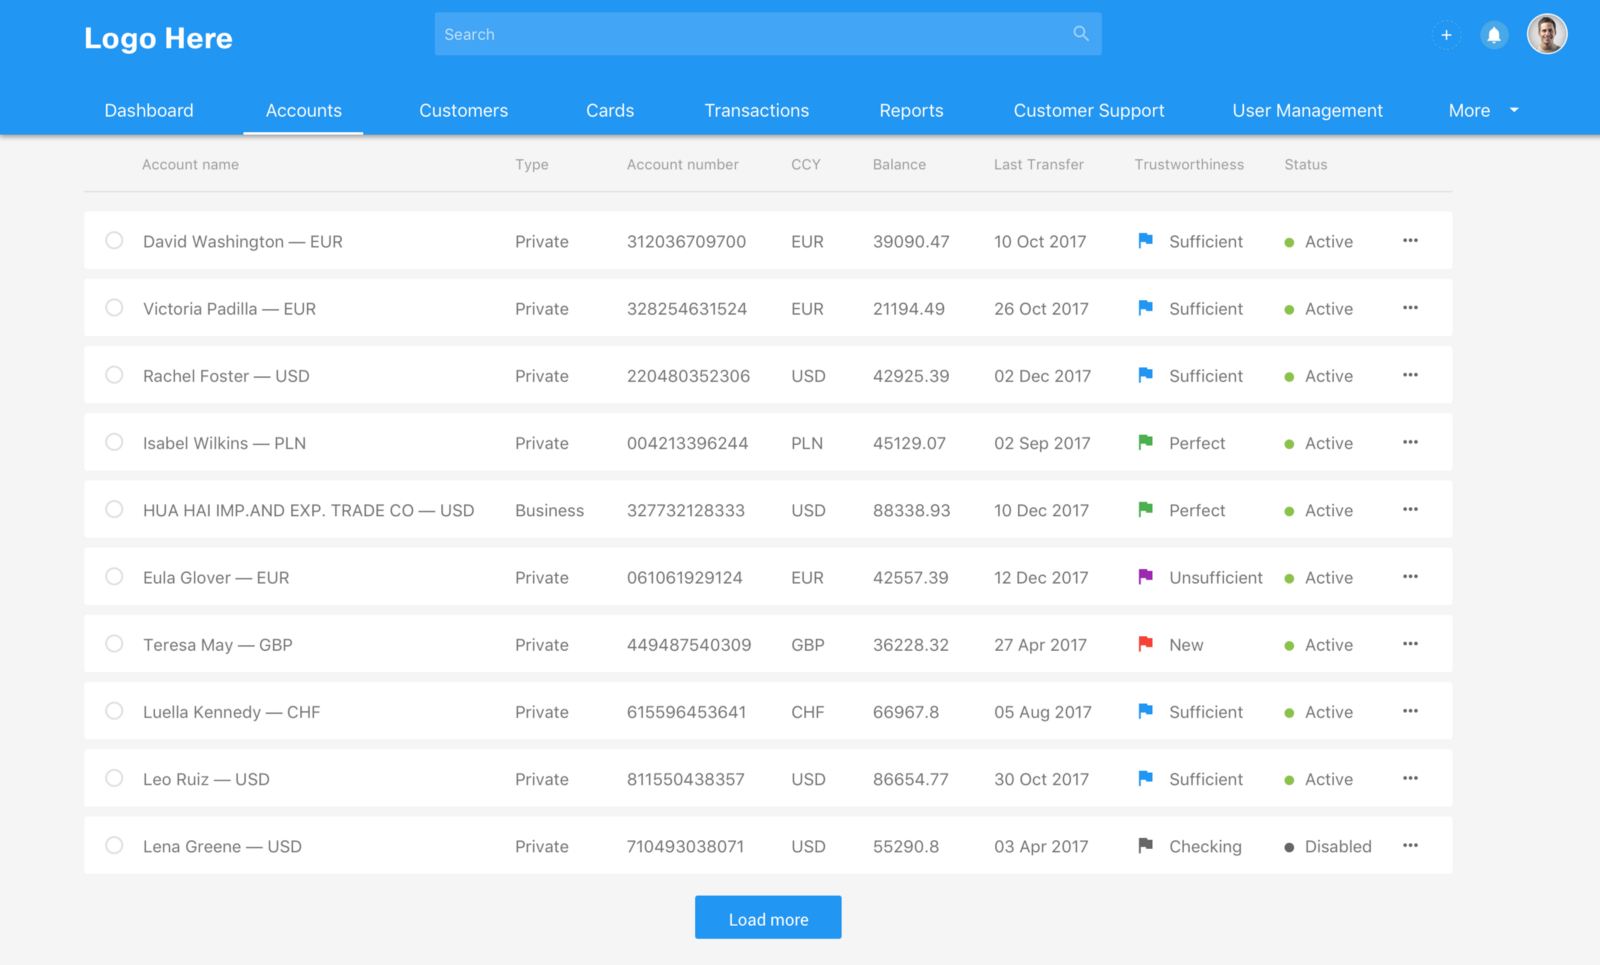 Logo Here
Search
Dashboard Accounts Customers Cards Transactions Reports Customer Support User Management More
Account name Type Account number CCY Balance Last Transfer Trustworthiness Status
David Washington — EUR Private 312036709700 EUR 39090.47 10 Oct 2017 Sufficient Active
Victoria Padilla — EUR Private 328254631524 EUR 21194.49 26 Oct 2017 Sufficient Active
Rachel Foster — USD Private 220480352306 USD 42925.39 02 Dec 2017 Sufficient Active
Isabel Wilkins — PLN Private 004213396244 PLN 45129.07 02 Sep 2017 Perfect Active
HUA HAI IMP.AND EXP. TRADE CO — USD Business 327732128333 USD 88338.93 10 Dec 2017 Perfect Active
Eula Glover — EUR Private 061061929124 EUR 42557.39 12 Dec 2017 Unsufficient Active
Teresa May — GBP Private 449487540309 GBP 36228.32 27 Apr 2017 New Active
Luella Kennedy — CHF Private 615596453641 CHF 66967.8 05 Aug 2017 Sufficient Active
Leo Ruiz — USD Private 811550438357 USD 86654.77 30 Oct 2017 Sufficient Active
Lena Greene — USD Private 710493038071 USD 55290.8 03 Apr 2017 Checking Disabled
Load more